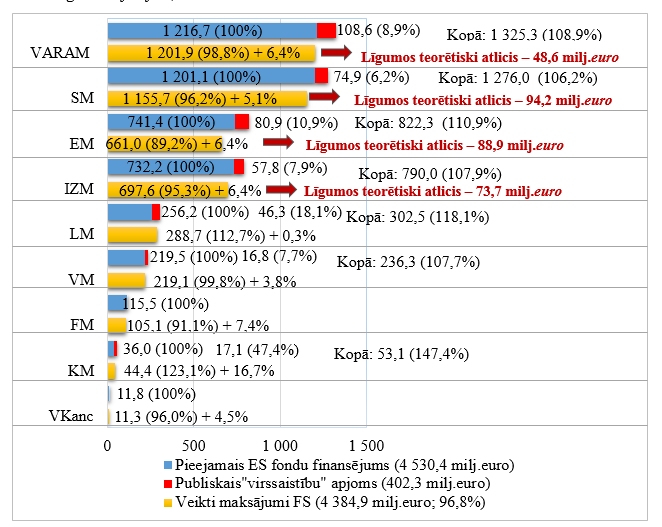 1 216,7 (100%) 108,6 (8,9%) Kopā: 1 325,3 (108,9%)
VARAM 1 201,9 (98,8%) + 6,4% Līgumos teorētiski atlicis – 48,6 milj.euro
1 201,1 (100%) 74,9 (6,2%) Kopā: 1 276,0 (106,2%)
SM 1 155,7 (96,2%) + 5,1% Līgumos teorētiski atlicis – 94,2 milj.euro
741,4 (100%) 80,9 (10,9%) Kopā: 822,3 (110,9%)
EM 661,0 (89,2%) + 6,4% Līgumos teorētiski atlicis – 88,9 milj.euro
732,2 (100%) 57,8 (7,9%) Kopā: 790,0 (107,9%)
IZM 697,6 (95,3%) + 6,4% Līgumos teorētiski atlicis – 73,7 milj.euro
256,2 (100%) 46,3 (18,1%) Kopā: 302,5 (118,1%)
LM 288,7 (112,7%) + 0,3%
219,5 (100%) 16,8 (7,7%) Kopā: 236,3 (107,7%)
VM 219,1 (99,8%) + 3,8%
115,5 (100%)
FM 105,1 (91,1%) + 7,4%
36,0 (100%) 17,1 (47,4%) Kopā: 53,1 (147,4%)
KM 44,4 (123,1%) + 16,7%
11,8 (100%)
VKanc 11,3 (96,0%) + 4,5%
0 500 1 000 1 500
Pieejamais ES fondu finansējums (4 530,4 milj.euro)
Publiskais"virssaistību" apjoms (402,3 milj.euro)
Veikti maksājumi FS (4 384,9 milj.euro; 96,8%)